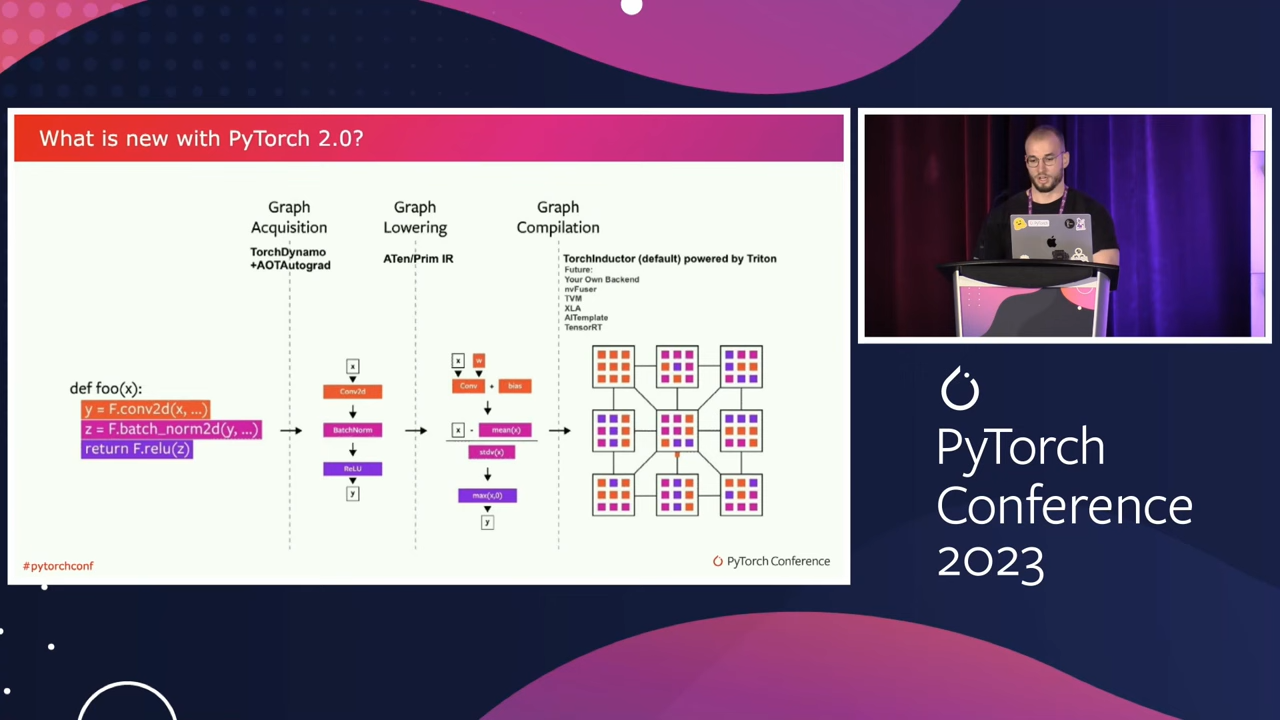 What is new with PyTorch 2.0?
Graph
Acquisition
Graph
Lowering
Graph
Compilation
TorchDynamo
+AOTAutograd
ATen/Prim IR
TorchInductor (default) powered by Triton
Future:
Your Own Backend
nvFuser
TVM
XLA
AITemplate
TensorRT
def foo(x):
y = F.conv2d(x, ...)
z = F.batch_norm2d(y, ...)
return F.relu(z)
x
Conv2d
BatchNorm
ReLU
y
x w
Conv + bias
x - mean(x)
stdv(x)
max(x,0)
y
#pytorchconf
PyTorch Conference
PyTorch
Conference
2023